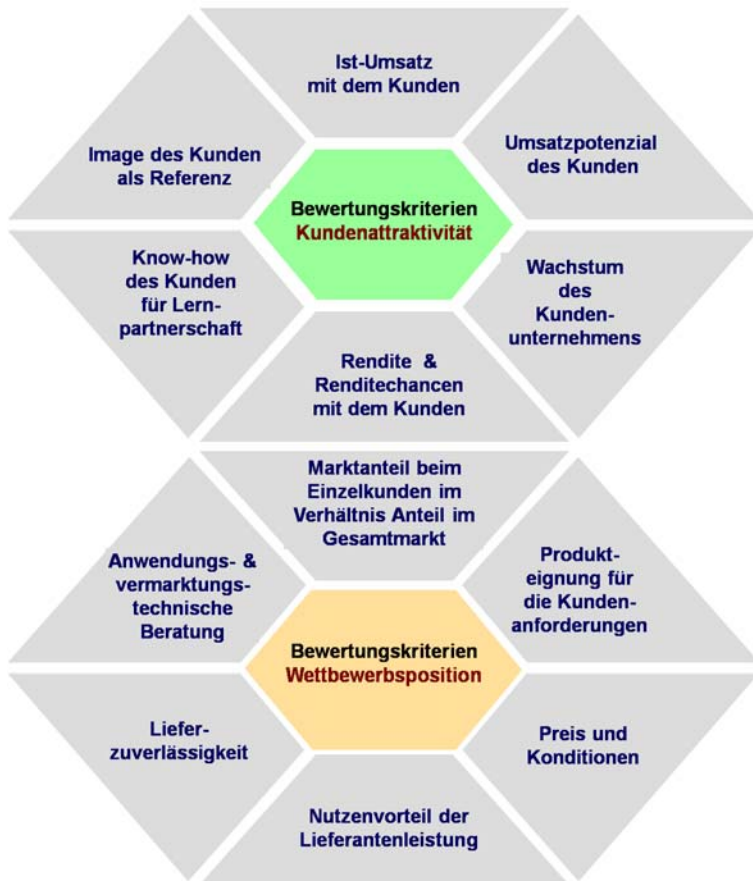 Ist-Umsatz
mit dem Kunden
Image des Kunden
als Referenz
Umsatzpotenzial
des Kunden
Bewertungskriterien
Kundenattraktivität
Know-how
des Kunden
für Lern-
partnerschaft
Wachstum
des
Kunden-
unternehmens
Rendite &
Renditechancen
mit dem Kunden
Marktanteil beim
Einzelkunden im
Verhältnis Anteil im
Gesamtmarkt
Anwendungs- &
vermarktungs-
technische
Beratung
Produkt-
eignung für
die Kunden-
anforderungen
Bewertungskriterien
Wettbewerbsposition
Liefer-
zuverlässigkeit
Preis und
Konditionen
Nutzenvorteil der
Lieferantenleistung